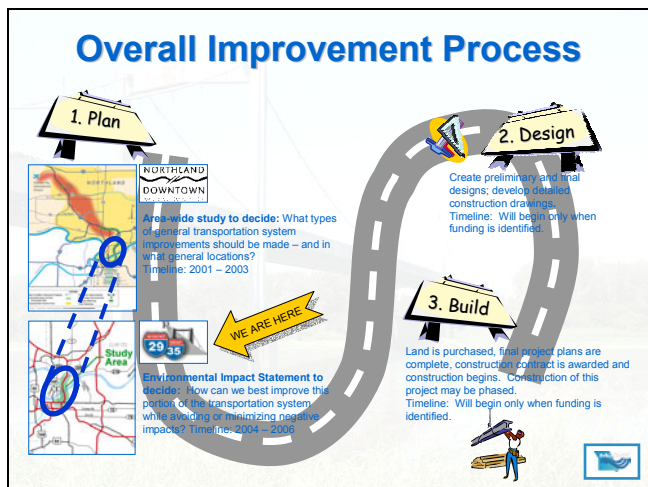 Overall Improvement Process
1. Plan
NORTHLAND
DOWNTOWN
Area-wide study to decide: What types
of general transportation system
improvements should be made – and in
what general locations?
Timeline: 2001 – 2003
NORTHLAND
WE ARE HERE
29
35
Study
Area
Environmental Impact Statement to
decide: How can we best improve this
portion of the transportation system
while avoiding or minimizing negative
impacts? Timeline: 2004 – 2006
2. Design
Create preliminary and final
designs; develop detailed
construction drawings.
Timeline: Will begin only when
funding is identified.
3. Build
Land is purchased, final project plans are
complete, construction contract is awarded and
construction begins. Construction of this
project may be phased.
Timeline: Will begin only when funding is
identified.